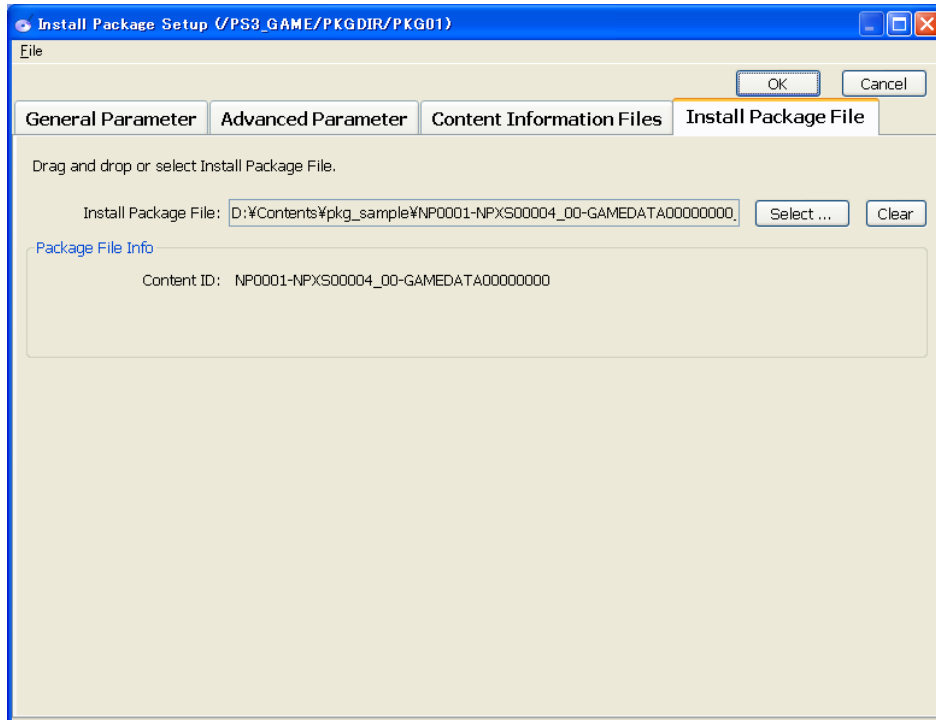 Install Package Setup (/PS3_GAME/PKGDIR/PKG01)
File
OK Cancel
General Parameter Advanced Parameter Content Information Files Install Package File
Drag and drop or select Install Package File.
Install Package File: D:¥Contents¥pkg_sample¥NP0001-NPXS00004_00-GAMEDATA00000000_ Select ... Clear
Package File Info
Content ID: NP0001-NPXS00004_00-GAMEDATA00000000